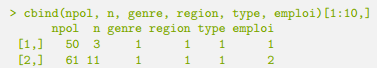 > cbind(npol, n, genre, region, type, emploi)[1:10,]
npol n genre region type emploi
[1,] 50 3 1 1 1 1
[2,] 61 11 1 1 1 2